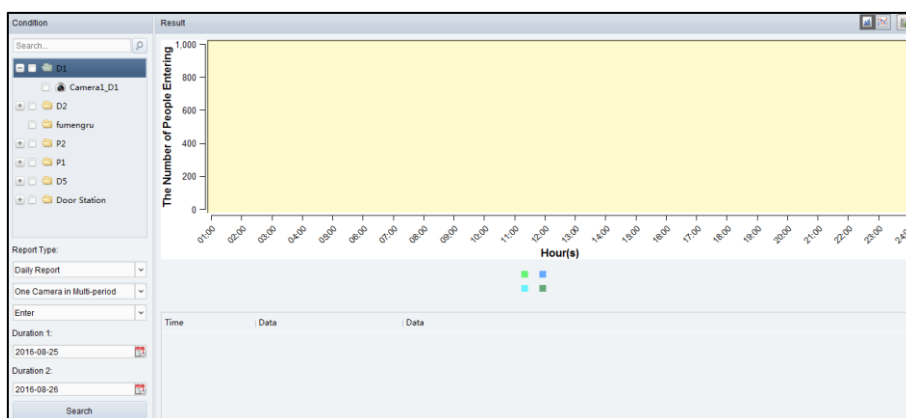 Condition
Search...
D1
Camera1_D1
D2
fumengru
P2
P1
D5
Door Station
Report Type:
Daily Report
One Camera in Multi-period
Enter
Duration 1:
2016-08-25
Duration 2:
2016-08-26
Search
Result
The Number of People Entering
1,000
800
600
400
200
0
01:00 02:00 03:00 04:00 05:00 06:00 07:00 08:00 09:00 10:00 11:00 12:00 13:00 14:00 15:00 16:00 17:00 18:00 19:00 20:00 21:00 22:00 23:00
Hour(s)
Time Data Data